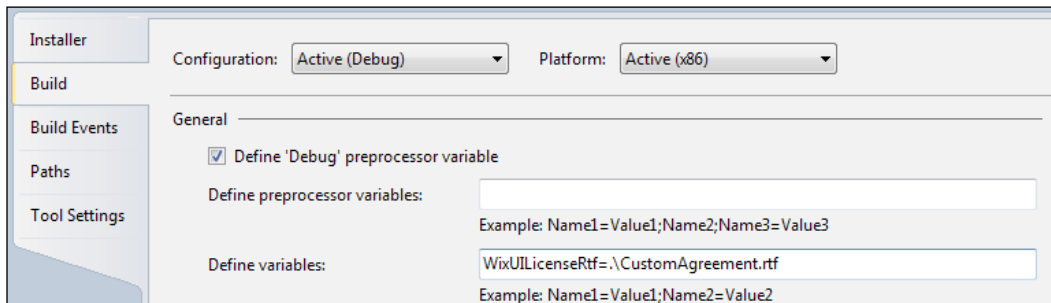 Installer
Build
Build Events
Paths
Tool Settings
Configuration: Active (Debug) Platform: Active (x86)
General
Define 'Debug' preprocessor variable
Define preprocessor variables:
Example: Name1=Value1;Name2;Name3=Value3
Define variables: WixUILicenseRtf=.\CustomAgreement.rtf
Example: Name1=Value1;Name2=Value2